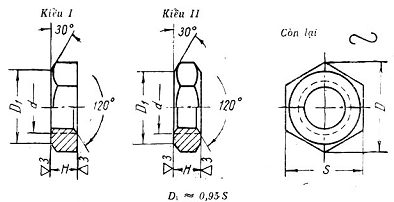 Kiểu I
Kiểu II
Còn lại
30°
30°
D₁
d
120°
D₁
d
120°
D
3
H
3
3
H
3
S
D₁ ≈ 0,95 S